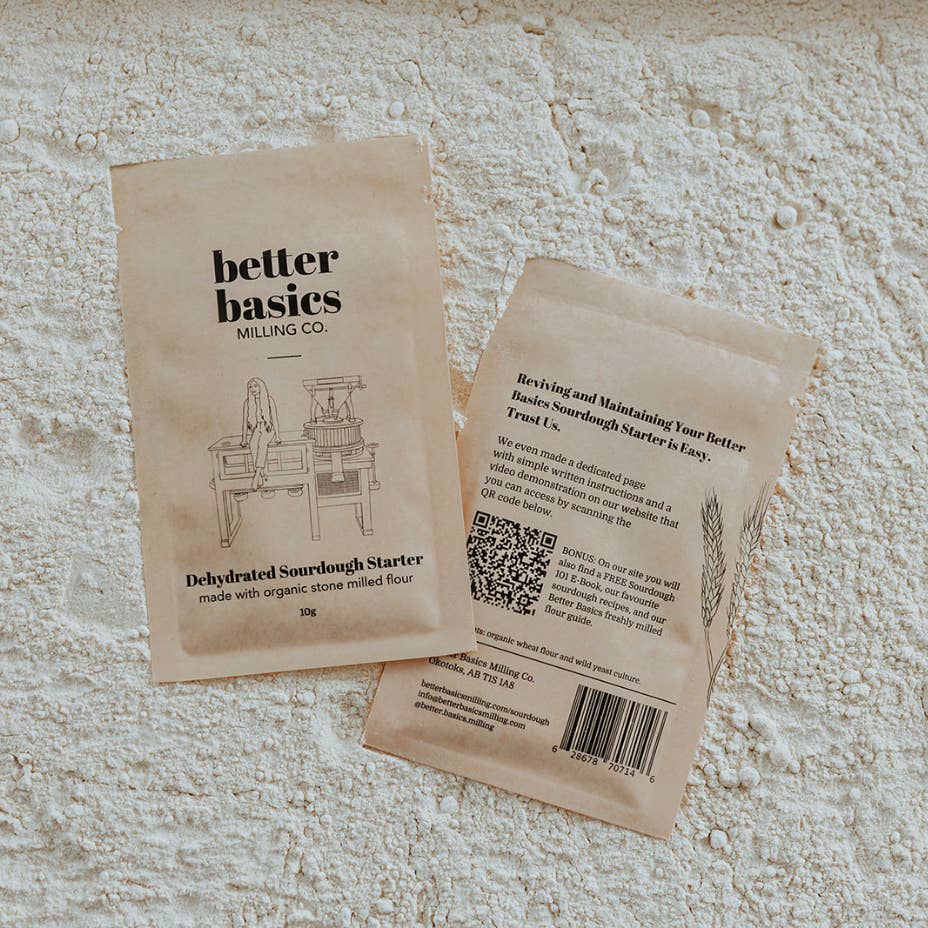 better
basics
MILLING CO.
Dehydrated Sourdough Starter
made with organic stone milled flour
10g
Reviving and Maintaining Your Better
Basics Sourdough Starter is Easy.
Trust Us.
We even made a dedicated page
with simple written instructions and a
video demonstration on our website that
you can access by scanning the
QR code below.
BONUS: On our site you will
also find a FREE Sourdough
101 E-Book, our favourite
sourdough recipes, and our
Better Basics freshly milled
flour guide.
organic wheat flour and wild yeast culture.
Basics Milling Co.
Okotoks, AB T1S 1A8
betterbasicsmilling.com/sourdough
info@betterbasicsmilling.com
@better.basics.milling
6 28678 70714 6